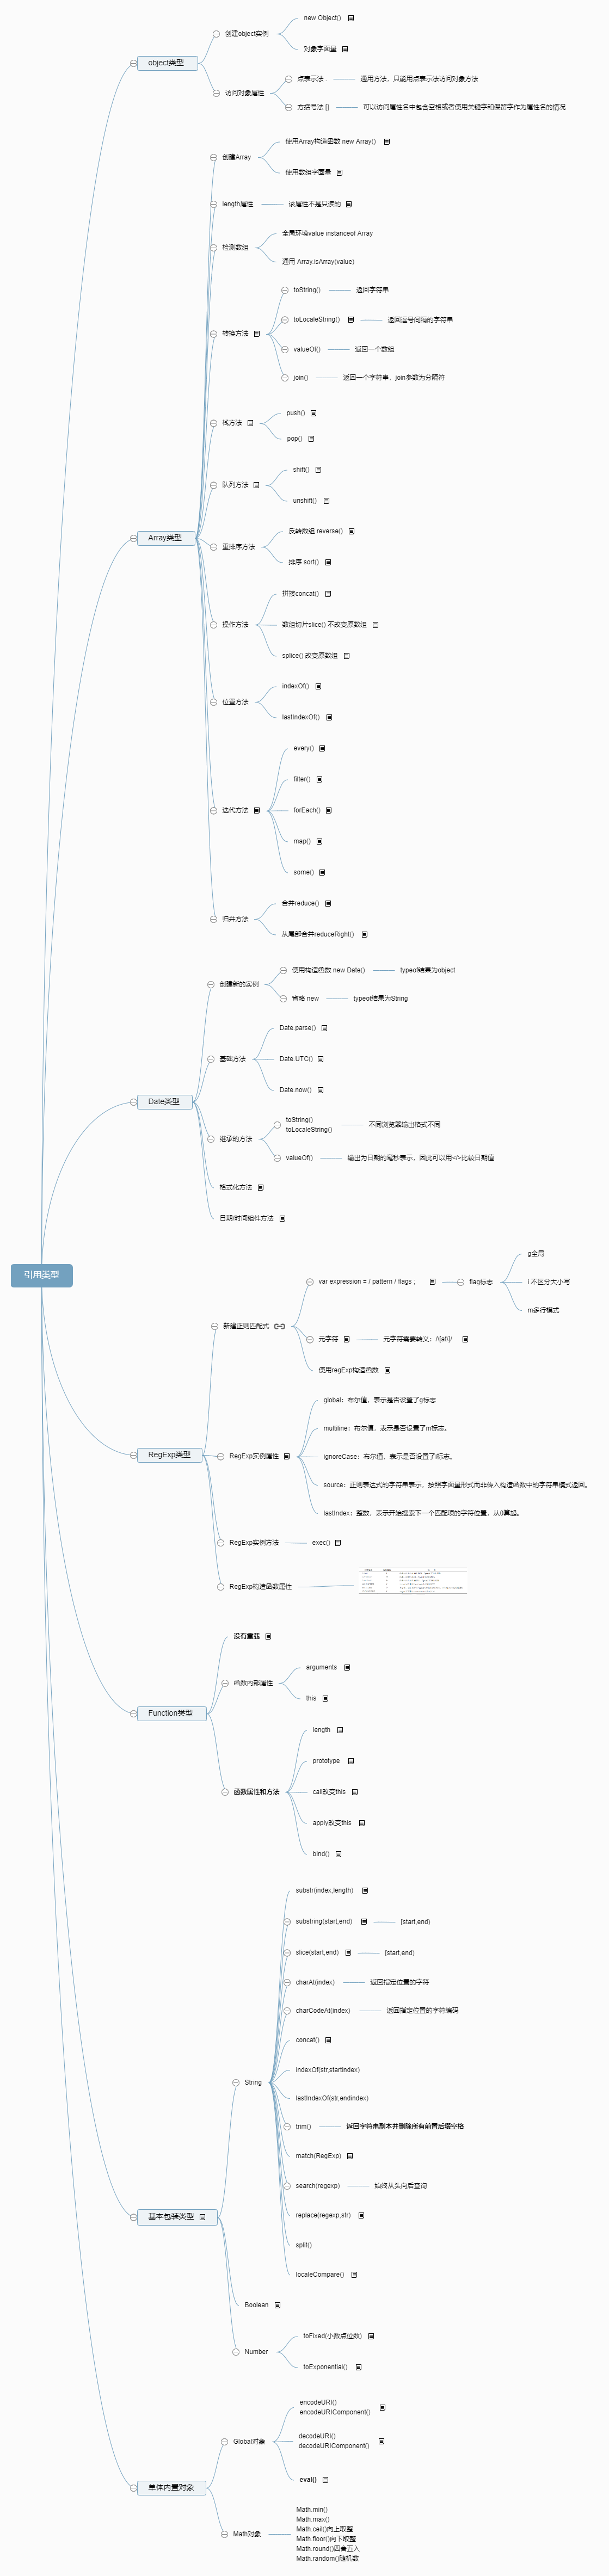 引用类型
object类型
创建object实例
new Object()
对象字面量
访问对象属性
点表示法 .
通用方法，只能用点表示法访问对象方法
方括号法 []
可以访问属性名中包含空格或者使用关键字和保留字作为属性名的情况
Array类型
创建Array
使用Array构造函数 new Array()
使用数组字面量
length属性
该属性不是只读的
检测数组
全局环境value instanceof Array
通用 Array.isArray(value)
转换方法
toString()
返回字符串
toLocaleString()
返回逗号间隔的字符串
valueOf()
返回一个数组
join()
返回一个字符串，join参数为分隔符
栈方法
push()
pop()
队列方法
shift()
unshift()
重排序方法
反转数组 reverse()
排序 sort()
操作方法
拼接concat()
数组切片slice() 不改变原数组
splice() 改变原数组
位置方法
indexOf()
lastIndexOf()
迭代方法
every()
filter()
forEach()
map()
some()
归并方法
合并reduce()
从尾部合并reduceRight()
Date类型
创建新的实例
使用构造函数 new Date()
typeof结果为object
省略 new
typeof结果为String
基础方法
Date.parse()
Date.UTC()
Date.now()
继承的方法
toString()
toLocaleString()
不同浏览器输出格式不同
valueOf()
输出为日期的毫秒表示，因此可以用</>比较日期值
格式化方法
日期/时间组件方法
RegExp类型
新建正则匹配式
var expression = / pattern / flags ;
flag标志
g全局
i 不区分大小写
m多行模式
元字符
元字符需要转义：/\[at\]/
使用regExp构造函数
RegExp实例属性
global：布尔值，表示是否设置了g标志
multiline：布尔值，表示是否设置了m标志。
ignoreCase：布尔值，表示是否设置了i标志。
source：正则表达式的字符串表示，按照字面量形式而非传入构造函数中的字符串模式返回。
lastIndex：整数，表示开始搜索下一个匹配项的字符位置，从0算起。
RegExp实例方法
exec()
RegExp构造函数属性
Function类型
没有重载
函数内部属性
arguments
this
函数属性和方法
length
prototype
call改变this
apply改变this
bind()
基本包装类型
String
substr(index,length)
substring(start,end)
[start,end)
slice(start,end)
[start,end)
charAt(index)
返回指定位置的字符
charCodeAt(index)
返回指定位置的字符编码
concat()
indexOf(str,startindex)
lastIndexOf(str,endindex)
trim()
返回字符串副本并删除所有前置后缀空格
match(RegExp)
search(regexp)
始终从头向后查询
replace(regexp,str)
split()
localeCompare()
Boolean
Number
toFixed(小数点位数)
toExponential()
单体内置对象
Global对象
encodeURI()
encodeURIComponent()
decodeURI()
decodeURIComponent()
eval()
Math对象
Math.min()
Math.max()
Math.ceil()向上取整
Math.floor()向下取整
Math.round()四舍五入
Math.random()随机数